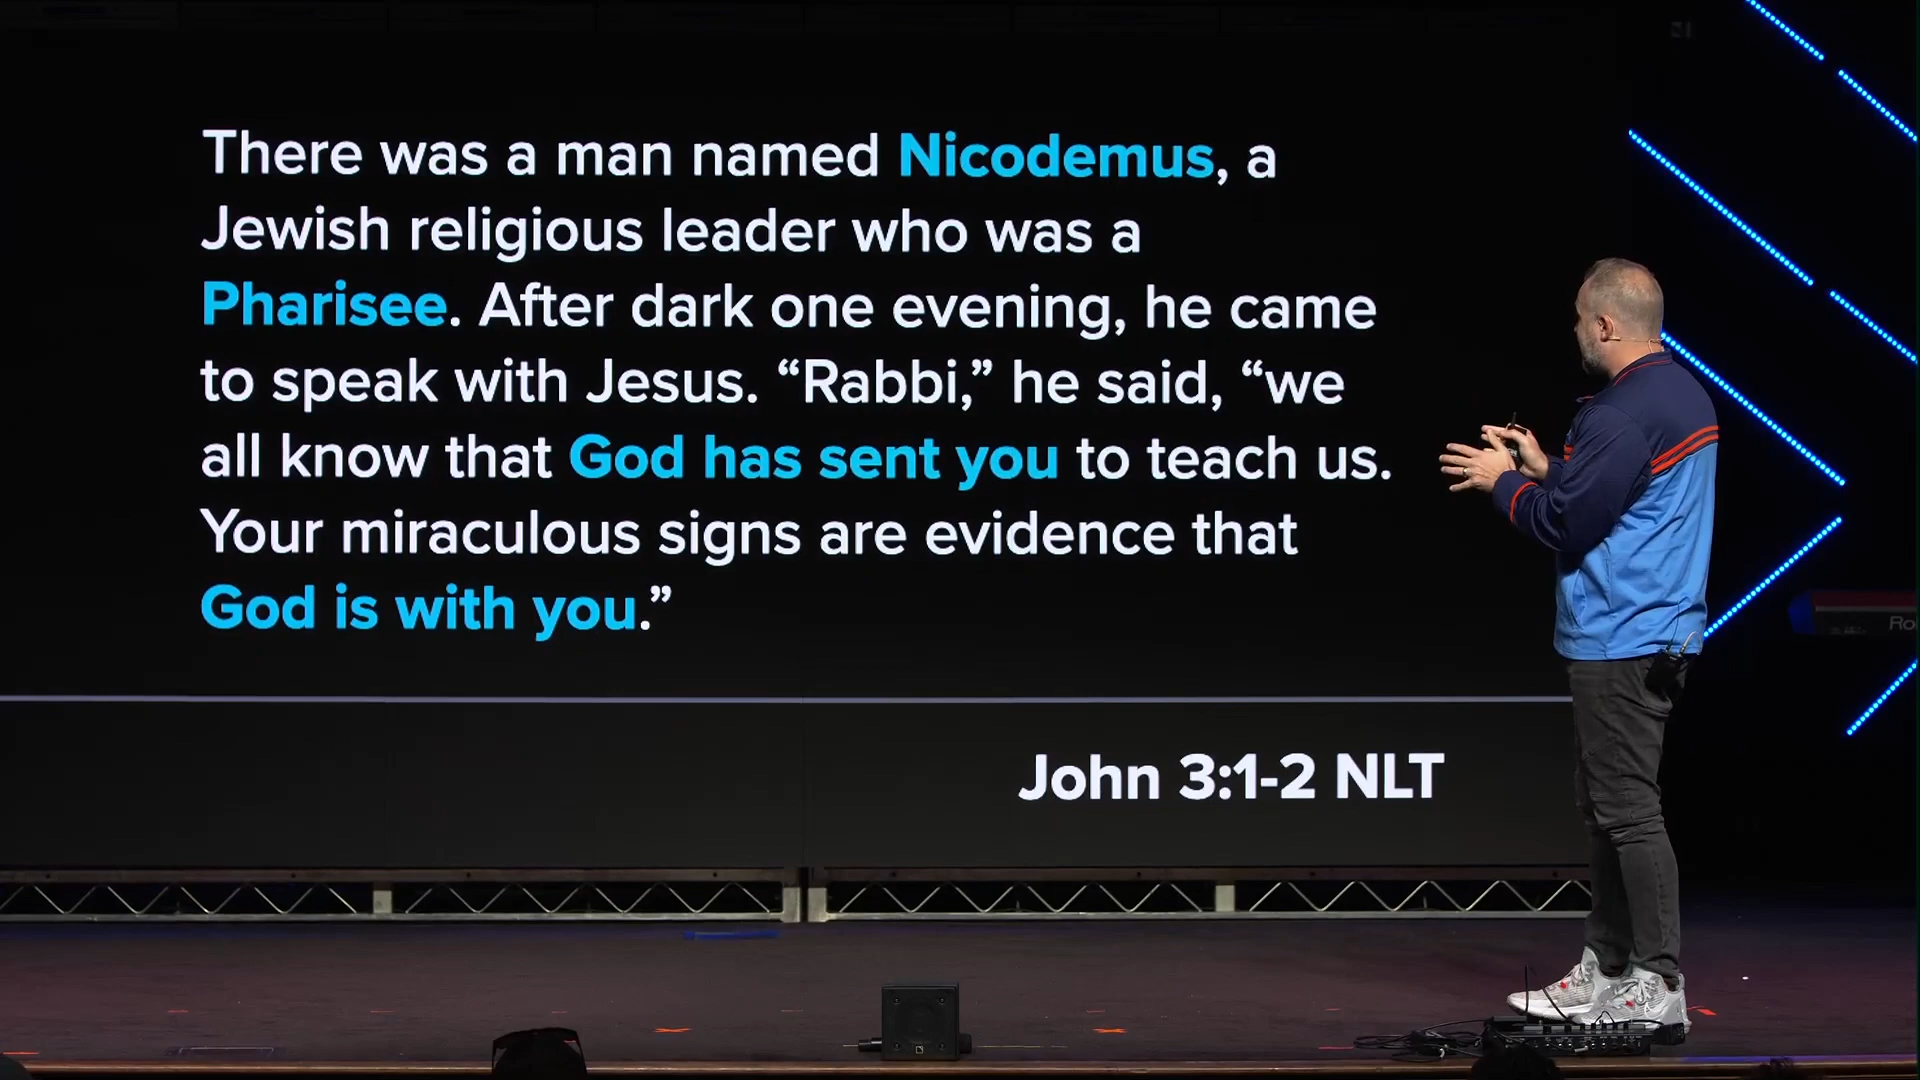 There was a man named Nicodemus, a
Jewish religious leader who was a
Pharisee. After dark one evening, he came
to speak with Jesus. “Rabbi,” he said, “we
all know that God has sent you to teach us.
Your miraculous signs are evidence that
God is with you.”
John 3:1-2 NLT
Ro